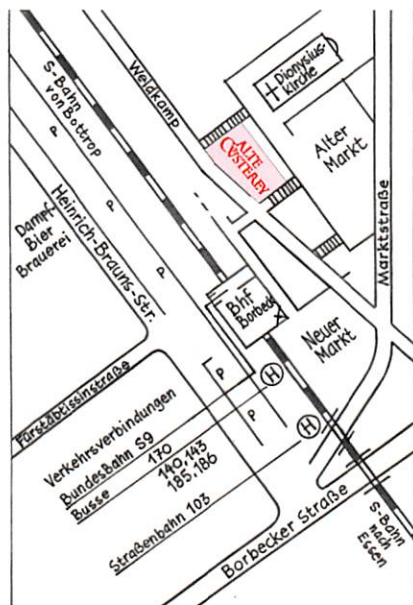 S-Bahn
von Bottrop
Weidkamp
Dionysius-
kirche
ALTE
CÜSTEREY
Alter
Markt
Marktstraße
P
P
P
P
Dampf-
Bier
Brauerei
Heinrich-Brauns-Str.
Bhf
Borbeck
Neuer
Markt
Fürstäbtissinstraße
P
P
H
H
Verkehrsverbindungen
Bundesbahn S9
Busse 170
140,143
185,186
Straßenbahn 103
Borbecker Straße
S-Bahn
nach
Essen